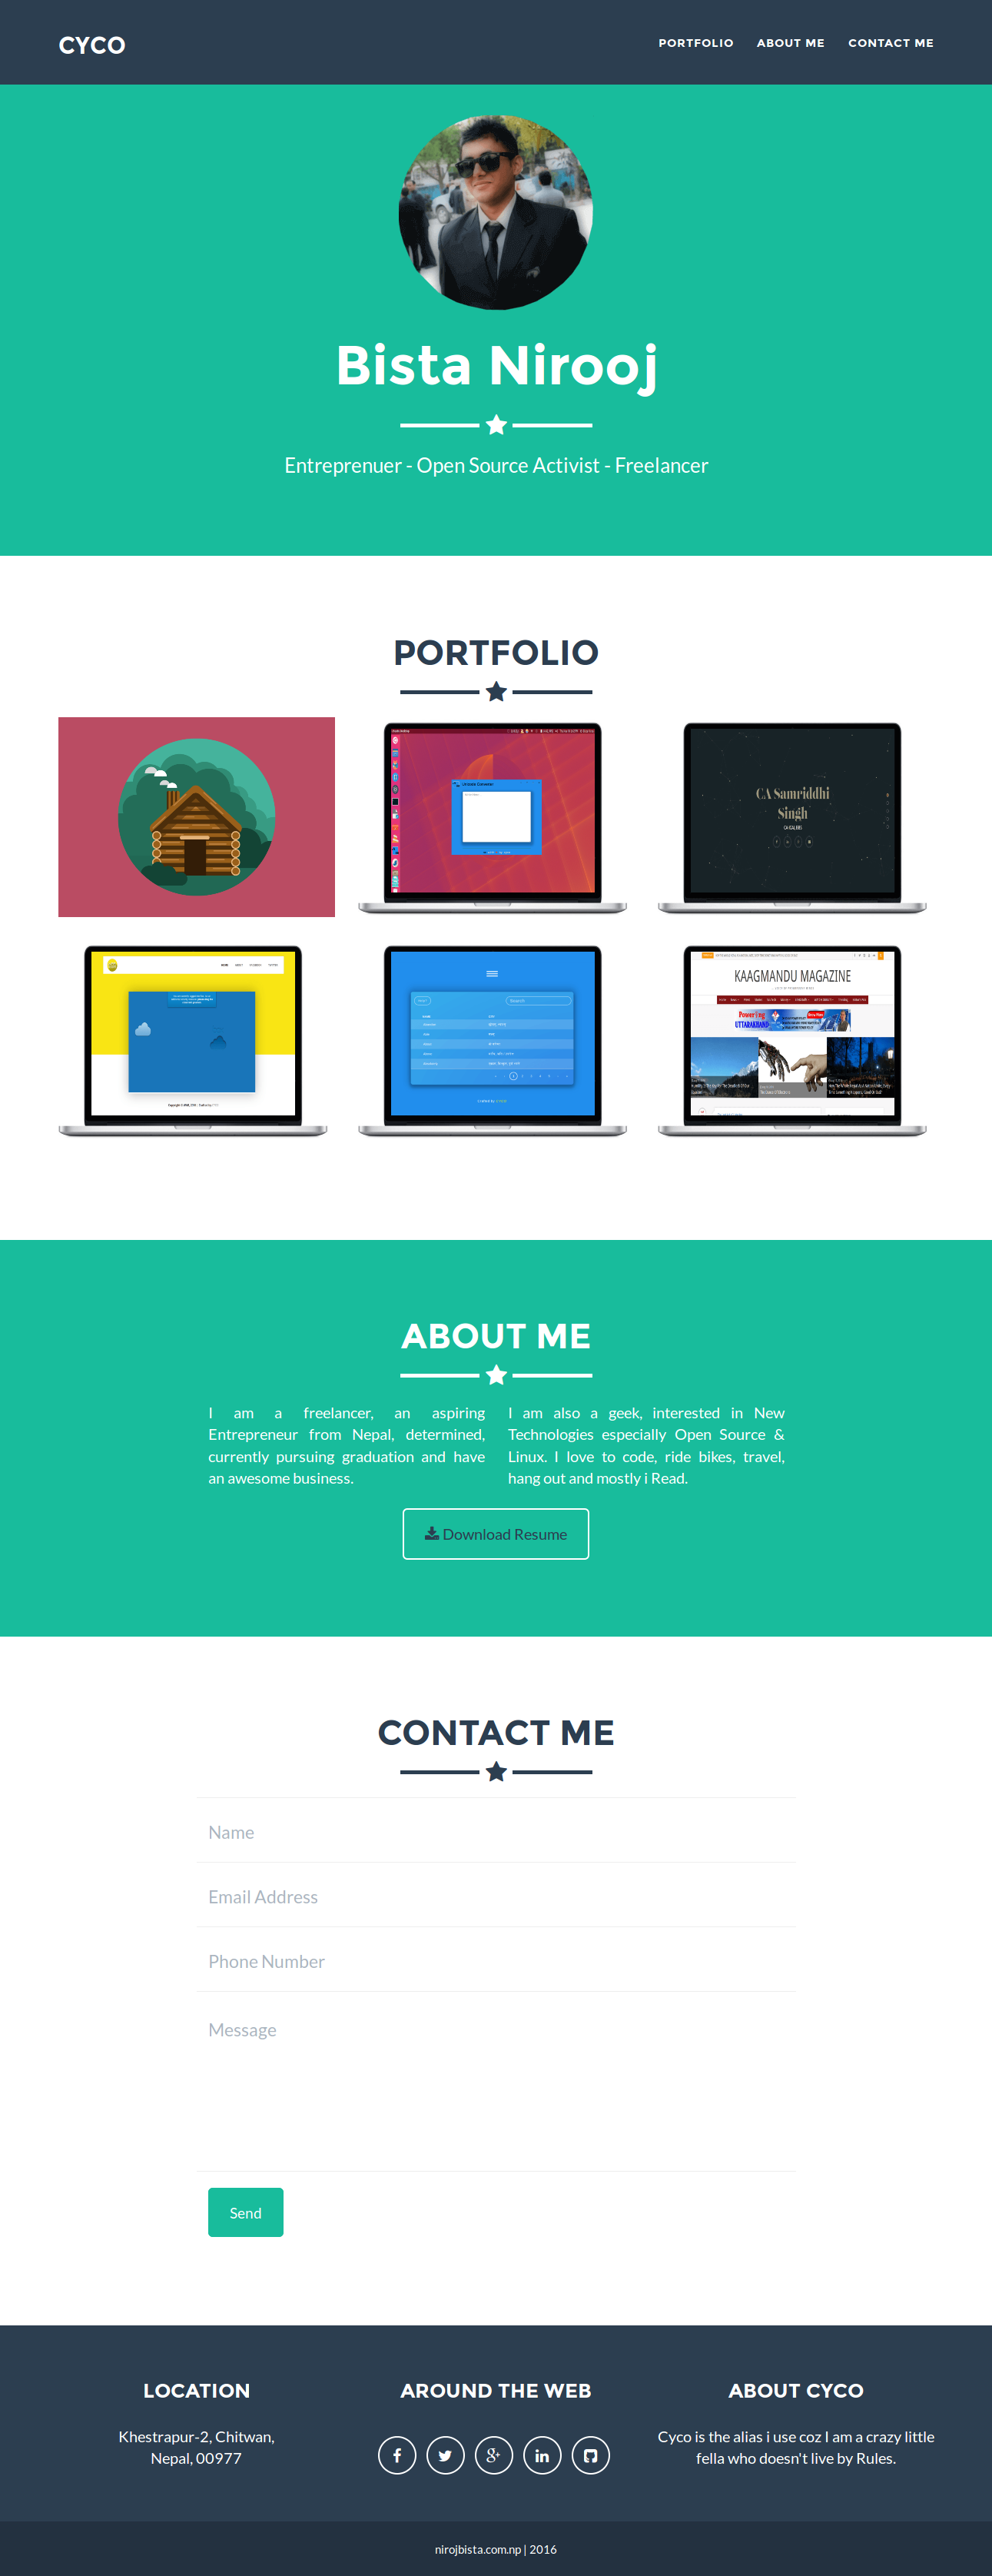 CYCO
PORTFOLIO ABOUT ME CONTACT ME
Bista Nirooj
Entreprenuer - Open Source Activist - Freelancer
PORTFOLIO
CA Samriddhi
Singh
KAAGMANDU MAGAZINE
Powering
UTTARAKHAND
Search
ABOUT ME
I am a freelancer, an aspiring
Entrepreneur from Nepal, determined,
currently pursuing graduation and have
an awesome business.
I am also a geek, interested in New
Technologies especially Open Source &
Linux. I love to code, ride bikes, travel,
hang out and mostly i Read.
Download Resume
CONTACT ME
Name
Email Address
Phone Number
Message
Send
LOCATION
Khestrapur-2, Chitwan,
Nepal, 00977
AROUND THE WEB
ABOUT CYCO
Cyco is the alias i use coz I am a crazy little
fella who doesn't live by Rules.
nirojbista.com.np | 2016